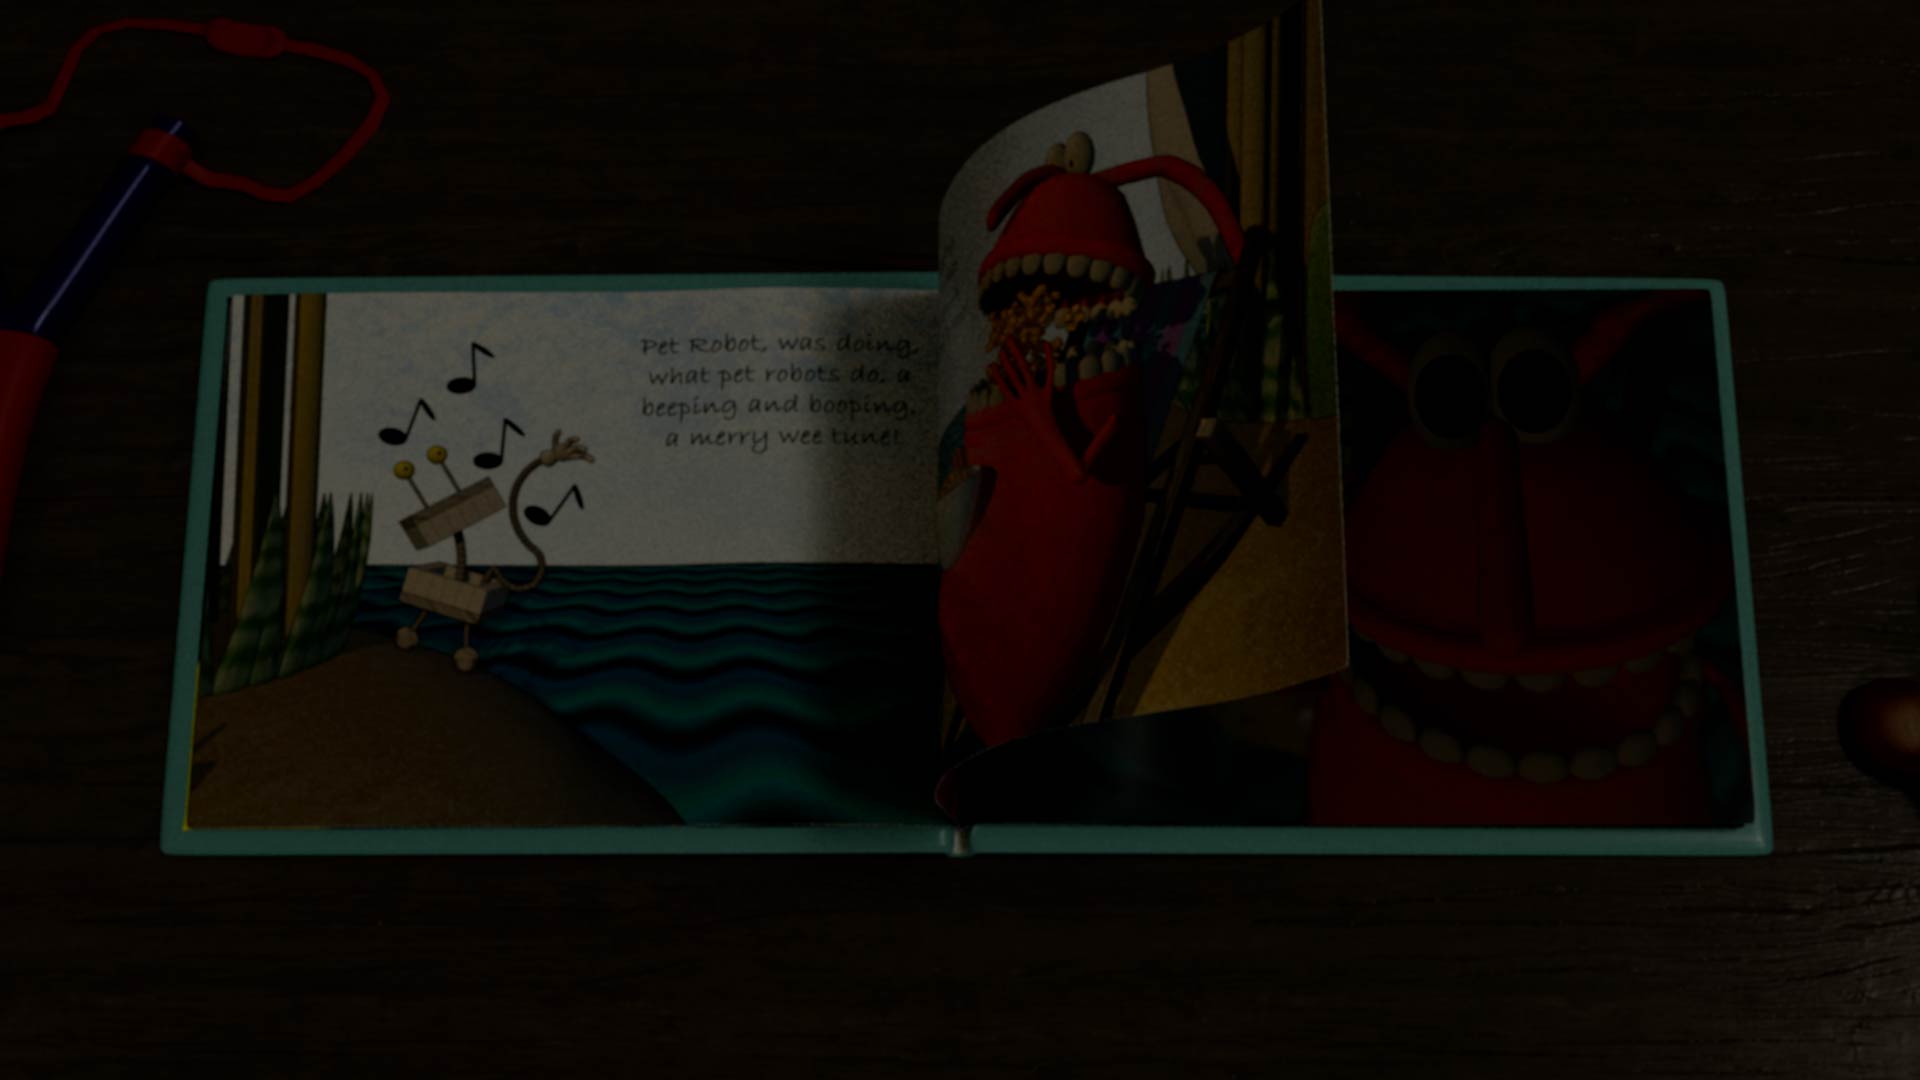 Pet Robot, was doing,
what pet robots do, a
beeping and booping,
a merry wee tune!